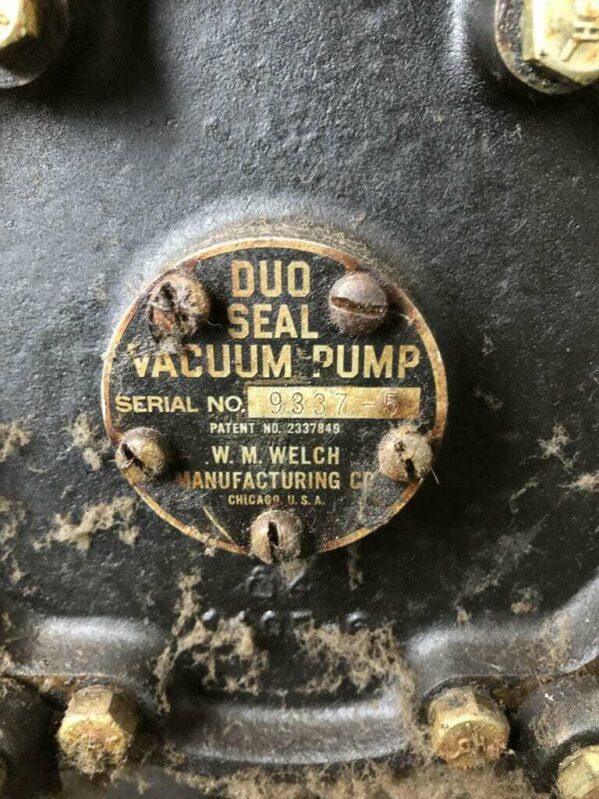 DUO
SEAL
VACUUM PUMP
SERIAL NO. 9337-5
PATENT NO. 2337849
W. M. WELCH
MANUFACTURING CO.
CHICAGO, U. S. A.